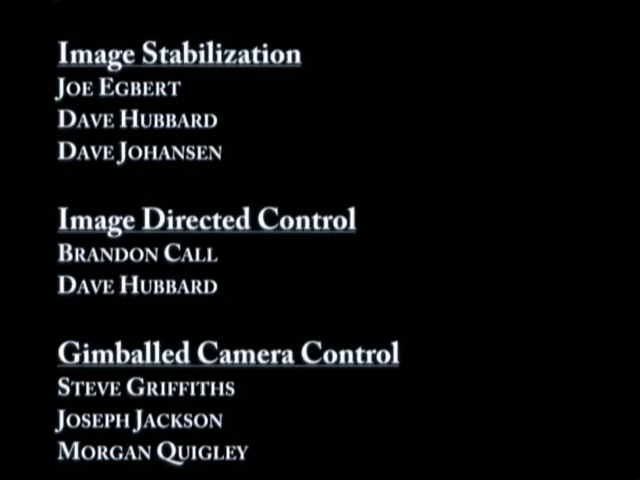 Image Stabilization
Joe Egbert
Dave Hubbard
Dave Johansen
Image Directed Control
Brandon Call
Dave Hubbard
Gimballed Camera Control
Steve Griffiths
Joseph Jackson
Morgan Quigley